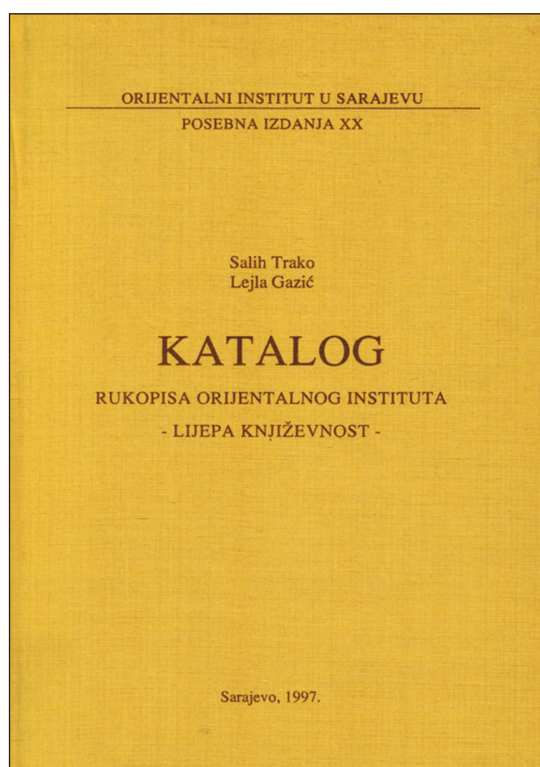 ORIJENTALNI INSTITUT U SARAJEVU
POSEBNA IZDANJA XX
Salih Trako
Lejla Gazić
KATALOG
RUKOPISA ORIJENTALNOG INSTITUTA
- LIJEPA KNJIŽEVNOST -
Sarajevo, 1997.